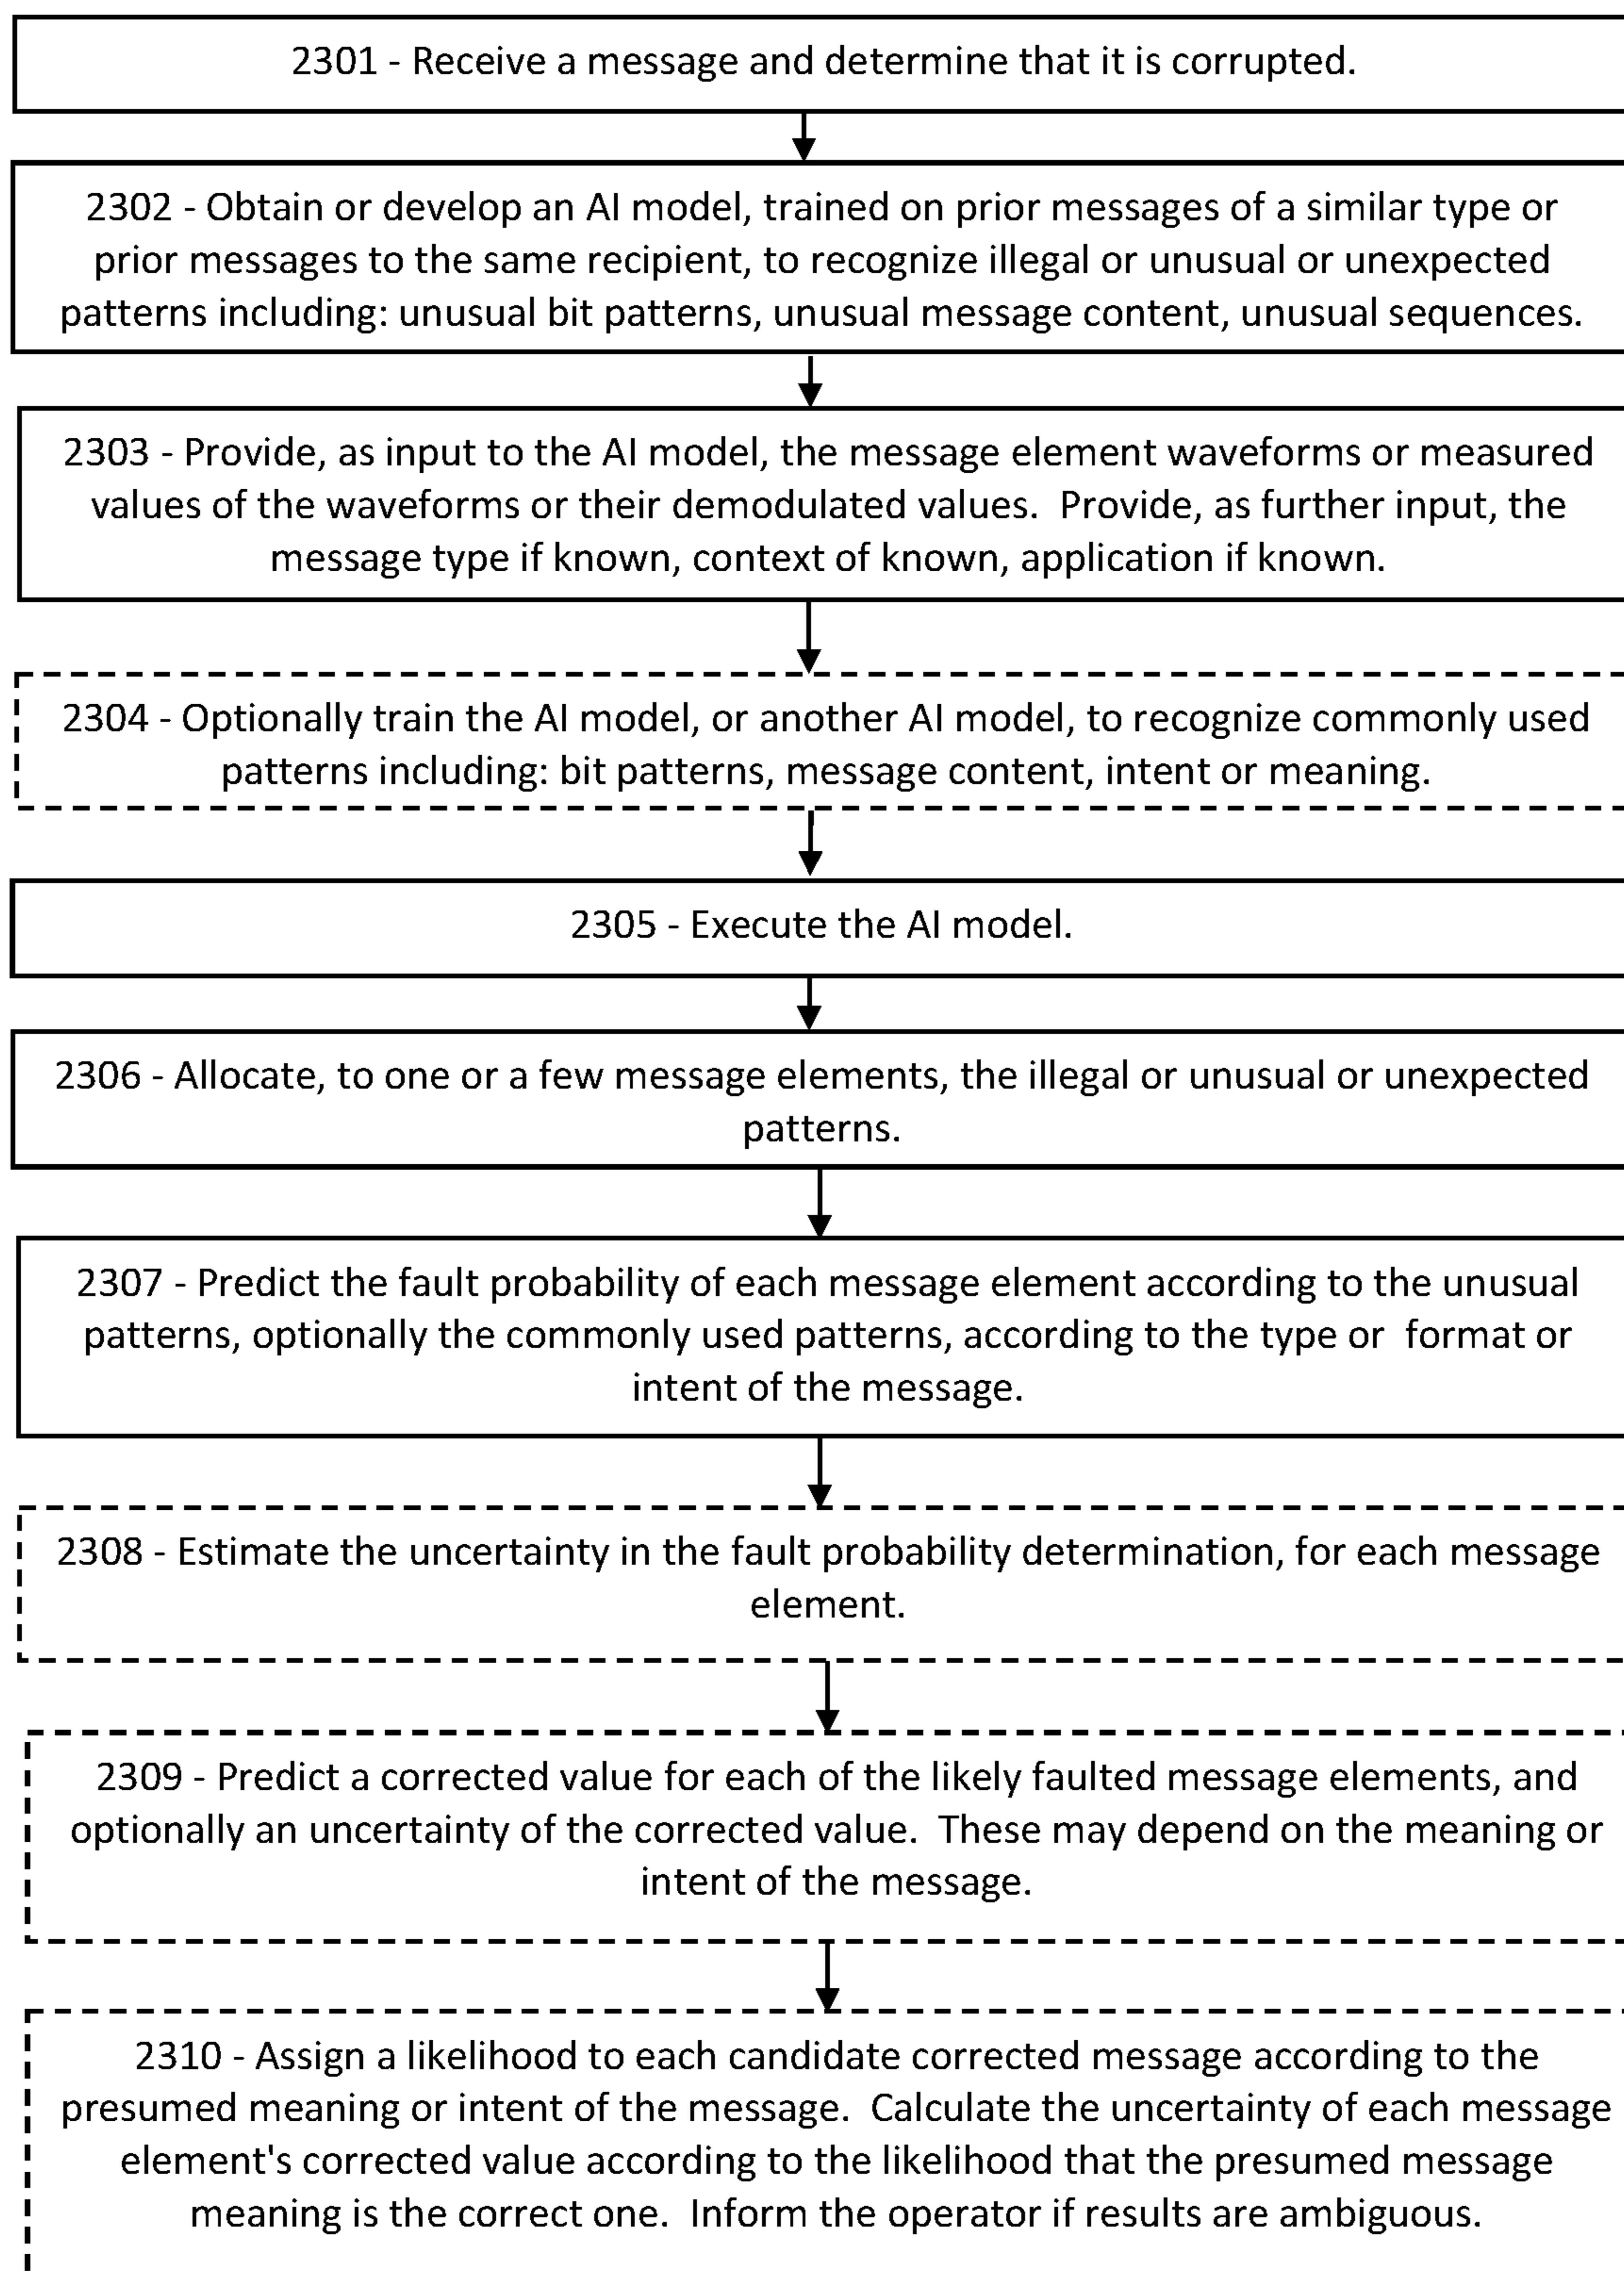 2301 - Receive a message and determine that it is corrupted.
2302 - Obtain or develop an AI model, trained on prior messages of a similar type or
prior messages to the same recipient, to recognize illegal or unusual or unexpected
patterns including: unusual bit patterns, unusual message content, unusual sequences.
2303 - Provide, as input to the AI model, the message element waveforms or measured
values of the waveforms or their demodulated values.  Provide, as further input, the
message type if known, context of known, application if known.
2304 - Optionally train the AI model, or another AI model, to recognize commonly used
patterns including: bit patterns, message content, intent or meaning.
2305 - Execute the AI model.
2306 - Allocate, to one or a few message elements, the illegal or unusual or unexpected
patterns.
2307 - Predict the fault probability of each message element according to the unusual
patterns, optionally the commonly used patterns, according to the type or  format or
intent of the message.
2308 - Estimate the uncertainty in the fault probability determination, for each message
element.
2309 - Predict a corrected value for each of the likely faulted message elements, and
optionally an uncertainty of the corrected value.  These may depend on the meaning or
intent of the message.
2310 - Assign a likelihood to each candidate corrected message according to the
presumed meaning or intent of the message.  Calculate the uncertainty of each message
element's corrected value according to the likelihood that the presumed message
meaning is the correct one.  Inform the operator if results are ambiguous.